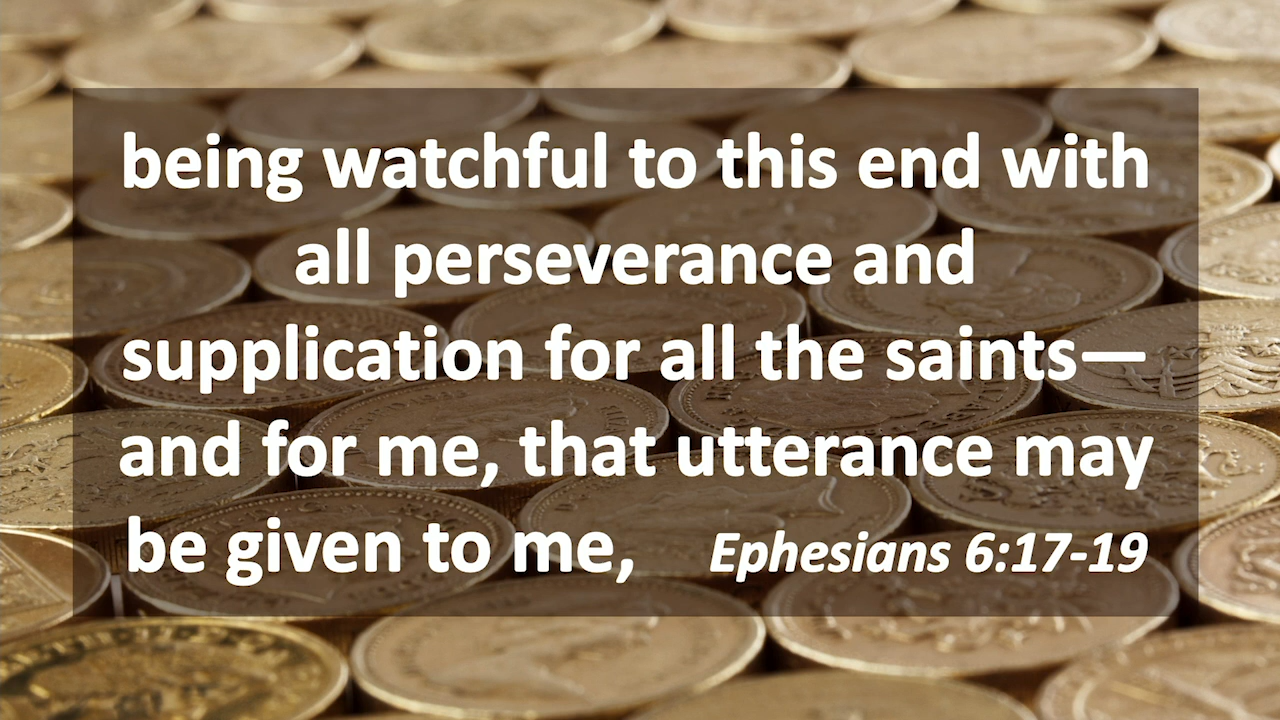 being watchful to this end with
all perseverance and
supplication for all the saints—
and for me, that utterance may
be given to me, Ephesians 6:17-19